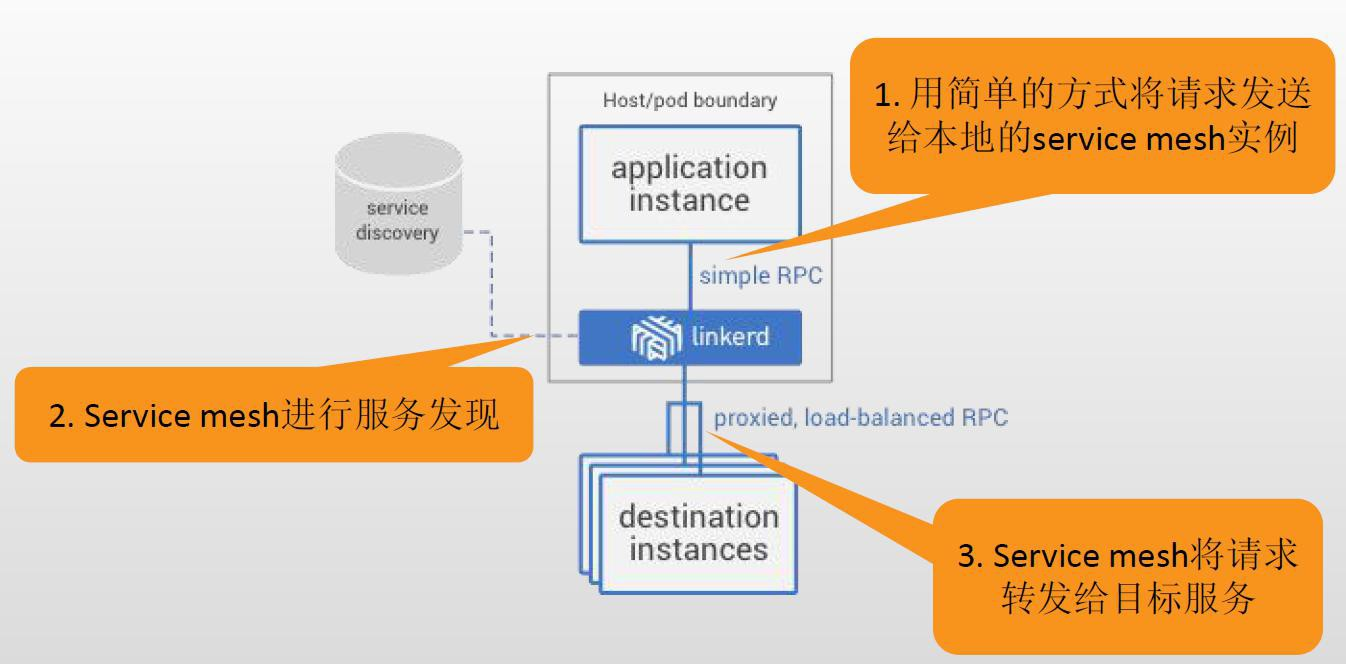 Host/pod boundary
1. 用简单的方式将请求发送
给本地的service mesh实例
application
instance
service
discovery
simple RPC
linkerd
2. Service mesh进行服务发现
proxied, load-balanced RPC
destination
instances
3. Service mesh将请求
转发给目标服务